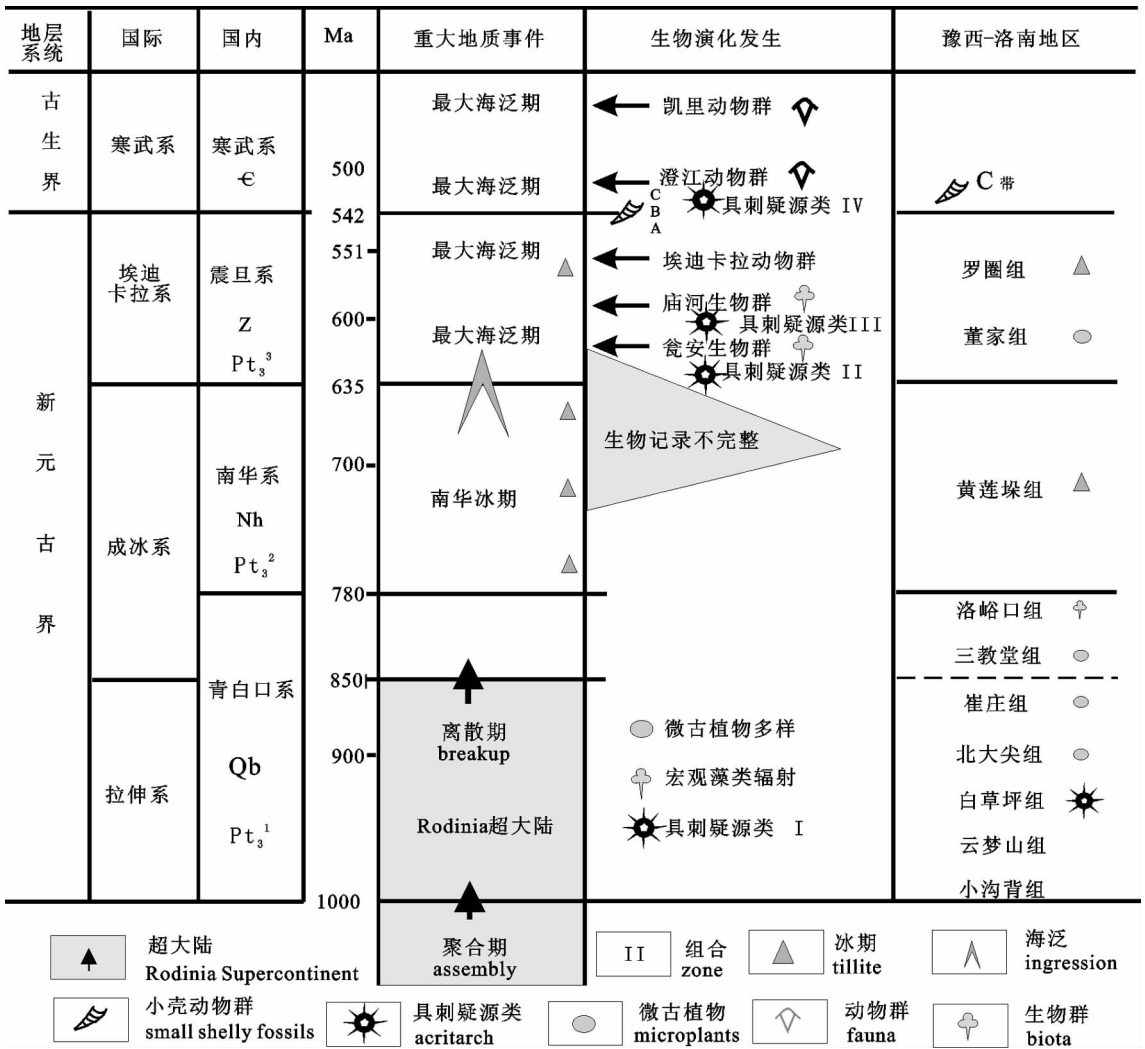 地层系统
国际
国内
Ma
重大地质事件
生物演化发生
豫西-洛南地区
古生界
寒武系
寒武系
Є
最大海泛期
凯里动物群
500
最大海泛期
澄江动物群
C
B
A
具刺疑源类 IV
C 带
542
551
新元古界
埃迪卡拉系
震旦系
Z
Pt₃³
最大海泛期
埃迪卡拉动物群
罗圈组
600
庙河生物群
具刺疑源类III
最大海泛期
瓮安生物群
具刺疑源类 II
董家组
635
成冰系
南华系
Nh
Pt₃²
700
南华冰期
生物记录不完整
黄莲垛组
780
洛峪口组
三教堂组
850
拉伸系
青白口系
Qb
Pt₃¹
900
离散期
breakup
Rodinia超大陆
微古植物多样
宏观藻类辐射
具刺疑源类 I
崔庄组
北大尖组
白草坪组
云梦山组
小沟背组
1000
聚合期
assembly
超大陆
Rodinia Supercontinent
II
组合
zone
冰期
tillite
海泛
ingression
小壳动物群
small shelly fossils
具刺疑源类
acritarch
微古植物
microplants
动物群
fauna
生物群
biota